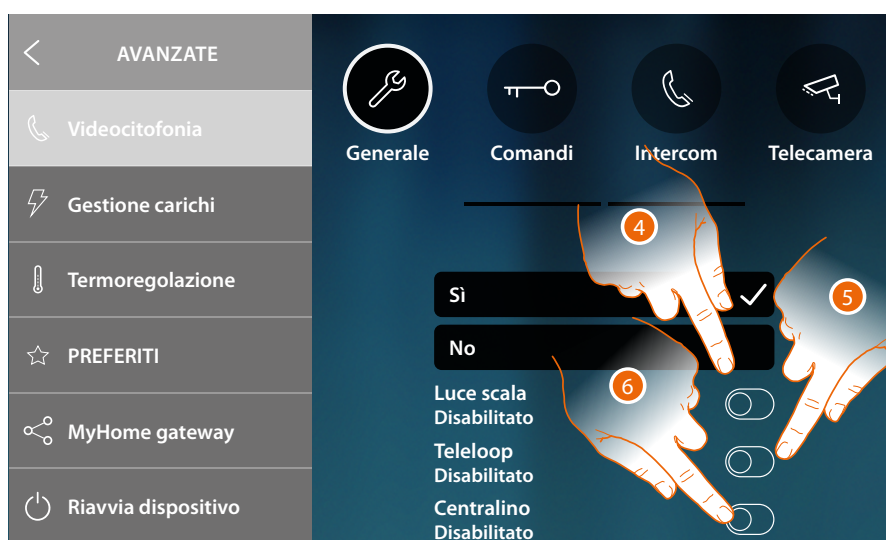 AVANZATE
Videocitofonia
Gestione carichi
Termoregolazione
PREFERITI
MyHome gateway
Riavvia dispositivo
Generale
Comandi
Intercom
Telecamera
4
Sì
5
No
6
Luce scala
Disabilitato
Teleloop
Disabilitato
Centralino
Disabilitato